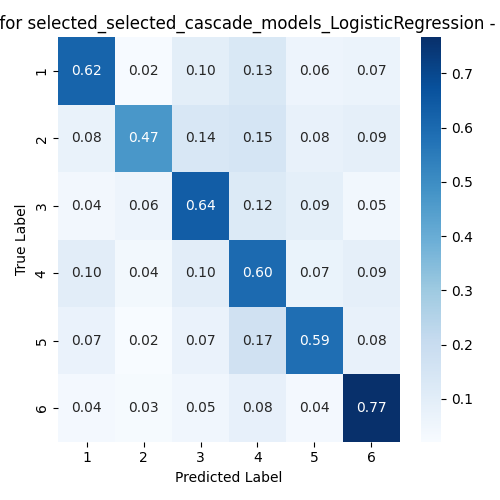 for selected_selected_cascade_models_LogisticRegression -
1 0.62 0.02 0.10 0.13 0.06 0.07
2 0.08 0.47 0.14 0.15 0.08 0.09
3 0.04 0.06 0.64 0.12 0.09 0.05
4 0.10 0.04 0.10 0.60 0.07 0.09
5 0.07 0.02 0.07 0.17 0.59 0.08
6 0.04 0.03 0.05 0.08 0.04 0.77
1 2 3 4 5 6
Predicted Label
True Label
0.7
0.6
0.5
0.4
0.3
0.2
0.1